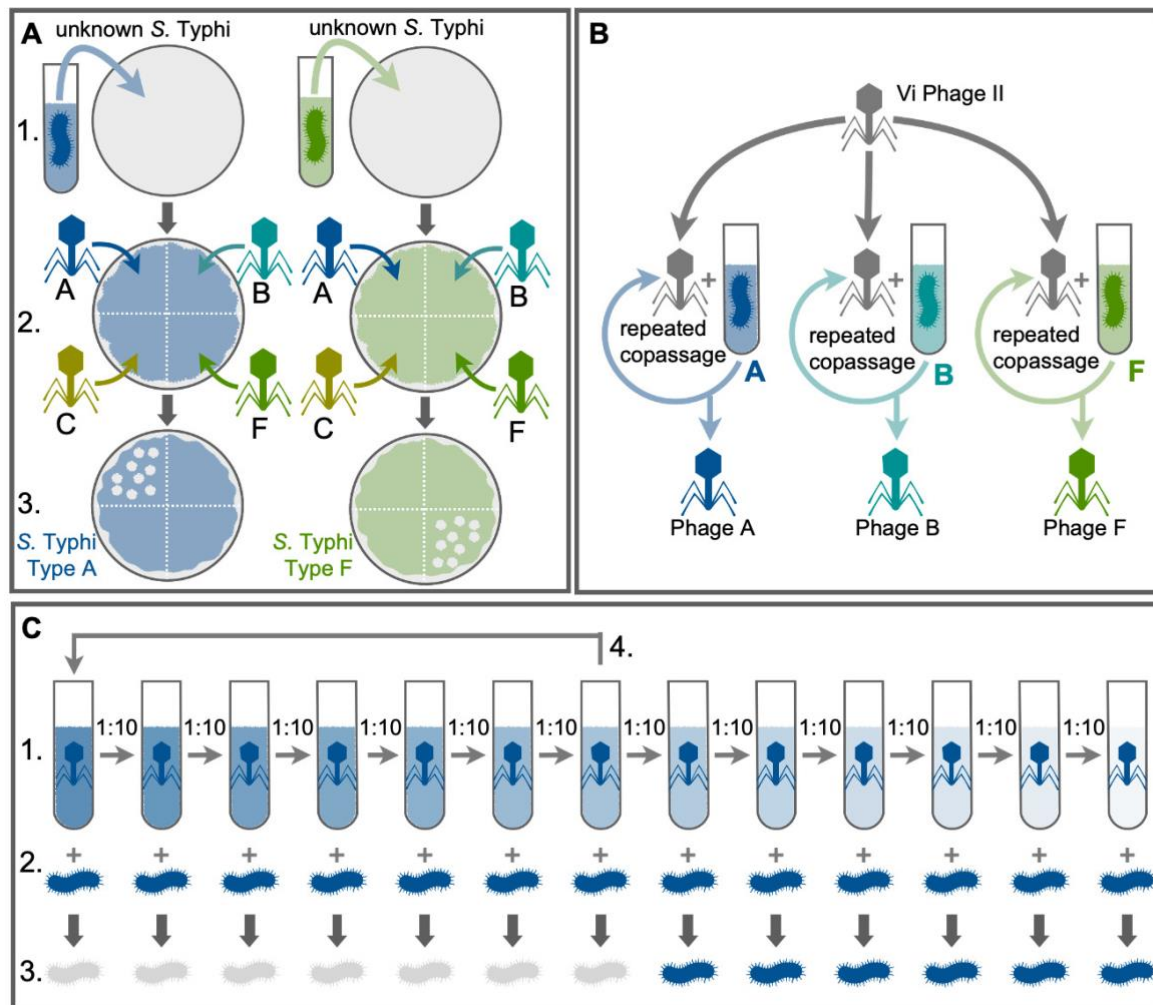 A
unknown S. Typhi
unknown S. Typhi
1.
A
B
A
B
2.
C
F
C
F
3.
S. Typhi
Type A
S. Typhi
Type F
B
Vi Phage II
+
+
+
repeated
copassage
repeated
copassage
repeated
copassage
A
B
F
Phage A
Phage B
Phage F
C
4.
1:10 1:10 1:10 1:10 1:10 1:10 1:10 1:10 1:10 1:10 1:10 1:10
1.
+ + + + + + + + + + + + +
2.
3.